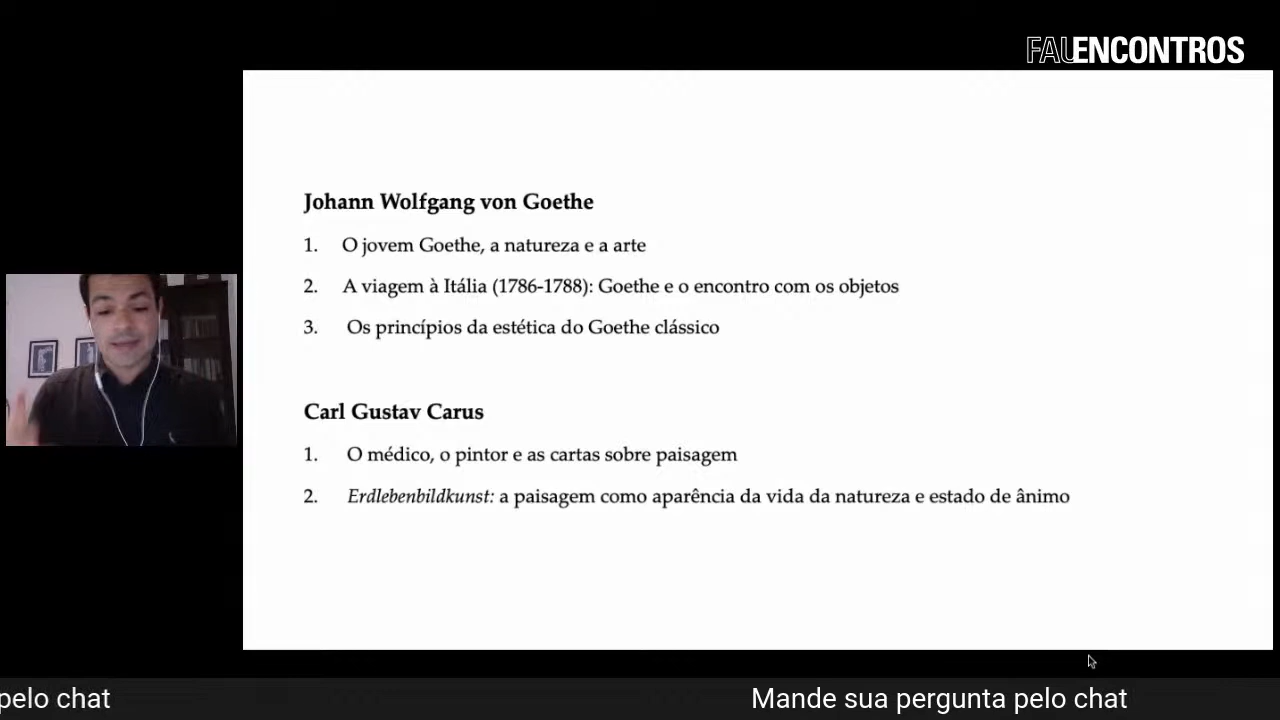 FAUENCONTROS
Johann Wolfgang von Goethe
1. O jovem Goethe, a natureza e a arte
2. A viagem à Itália (1786-1788): Goethe e o encontro com os objetos
3. Os princípios da estética do Goethe clássico
Carl Gustav Carus
1. O médico, o pintor e as cartas sobre paisagem
2. Erdlebenbildkunst: a paisagem como aparência da vida da natureza e estado de ânimo
pelo chat
Mande sua pergunta pelo chat